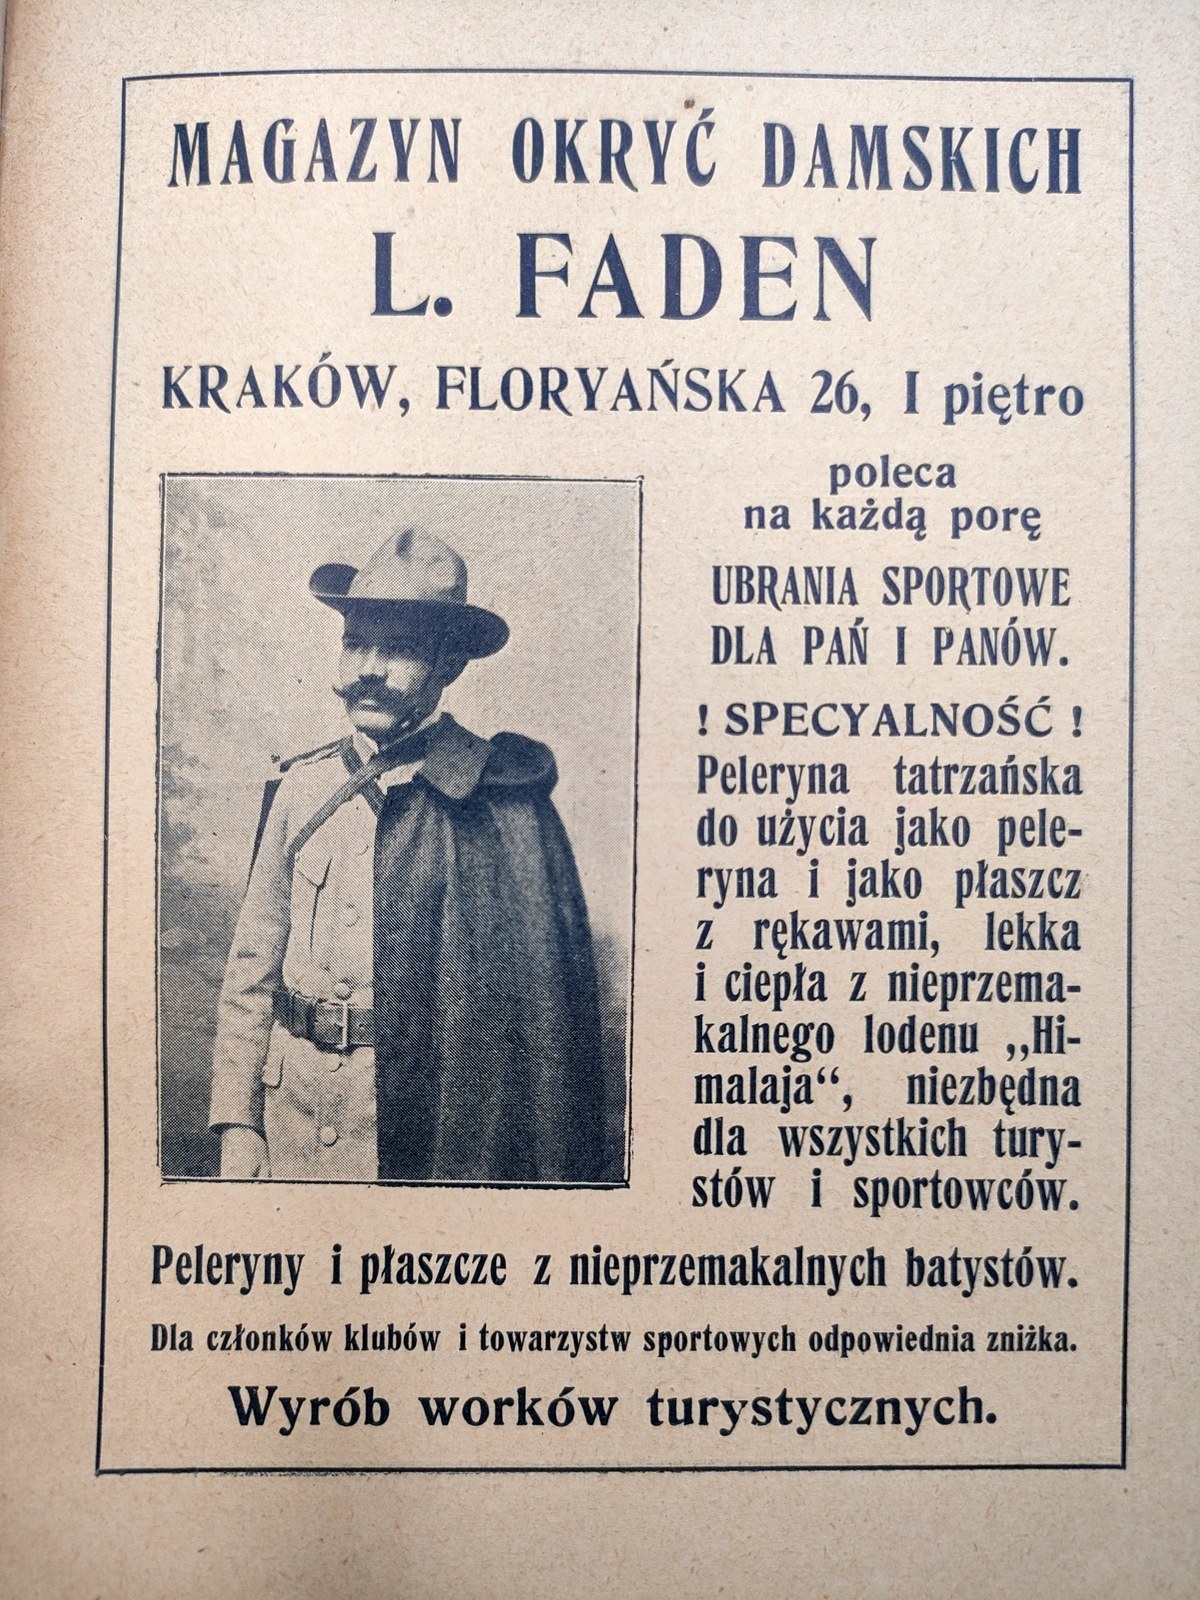 MAGAZYN OKRYĆ DAMSKICH
L. FADEN
KRAKÓW, FLORYAŃSKA 26, I piętro
poleca
na każdą porę
UBRANIA SPORTOWE
DLA PAŃ I PANÓW.
! SPECYALNOŚĆ !
Peleryna tatrzańska
do użycia jako pele-
ryna i jako płaszcz
z rękawami, lekka
i ciepła z nieprzema-
kalnego lodenu „Hi-
malaja“, niezbędna
dla wszystkich tury-
stów i sportowców.
Peleryny i płaszcze z nieprzemakalnych batystów.
Dla członków klubów i towarzystw sportowych odpowiednia zniżka.
Wyrób worków turystycznych.